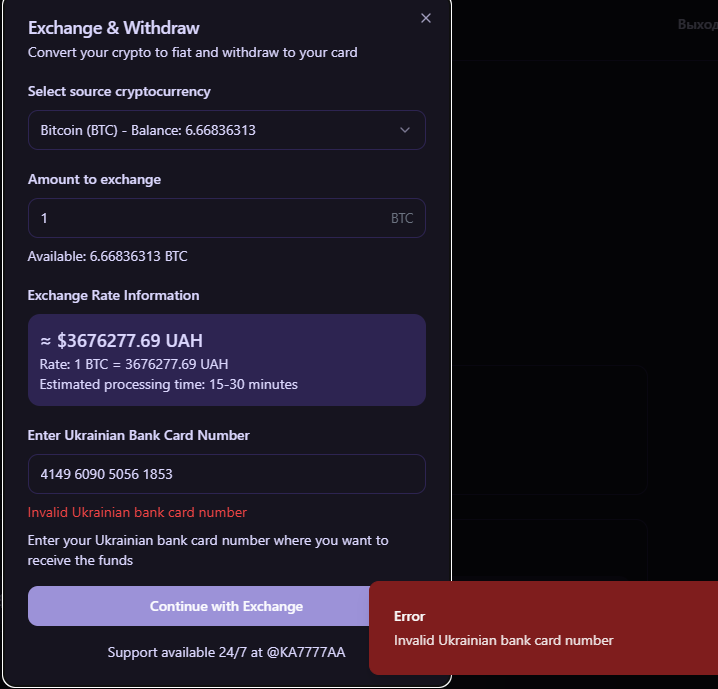 Выход
Exchange & Withdraw
Convert your crypto to fiat and withdraw to your card
Select source cryptocurrency
Bitcoin (BTC) - Balance: 6.66836313
Amount to exchange
1 BTC
Available: 6.66836313 BTC
Exchange Rate Information
≈ $3676277.69 UAH
Rate: 1 BTC = 3676277.69 UAH
Estimated processing time: 15-30 minutes
Enter Ukrainian Bank Card Number
4149 6090 5056 1853
Invalid Ukrainian bank card number
Enter your Ukrainian bank card number where you want to
receive the funds
Continue with Exchange
Support available 24/7 at @KA7777AA
Error
Invalid Ukrainian bank card number